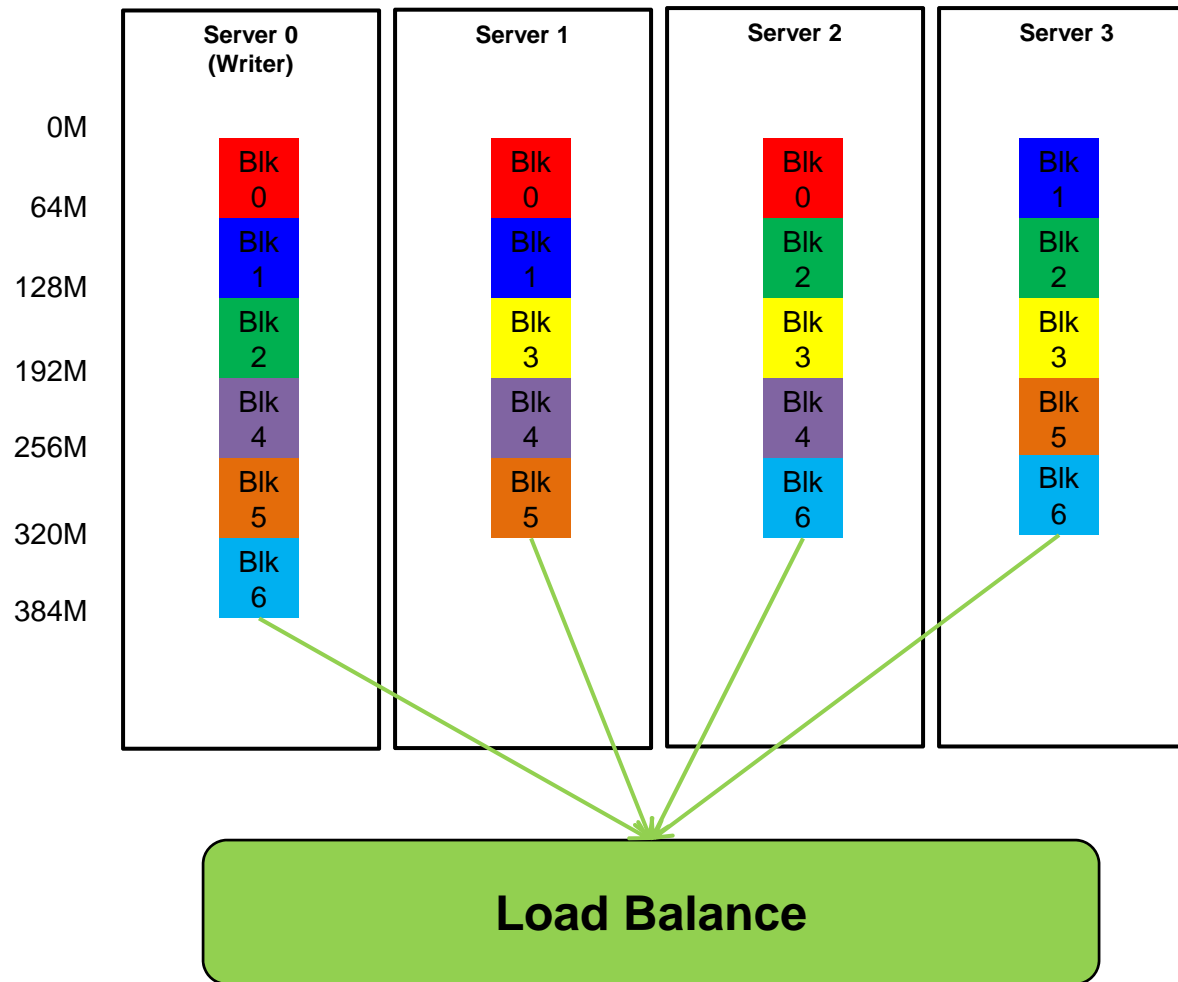 Server 0
(Writer)
Server 1
Server 2
Server 3
0M
64M
128M
192M
256M
320M
384M
Blk
0
Blk
1
Blk
2
Blk
4
Blk
5
Blk
6
Blk
0
Blk
1
Blk
3
Blk
4
Blk
5
Blk
0
Blk
2
Blk
3
Blk
4
Blk
6
Blk
1
Blk
2
Blk
3
Blk
5
Blk
6
Load Balance